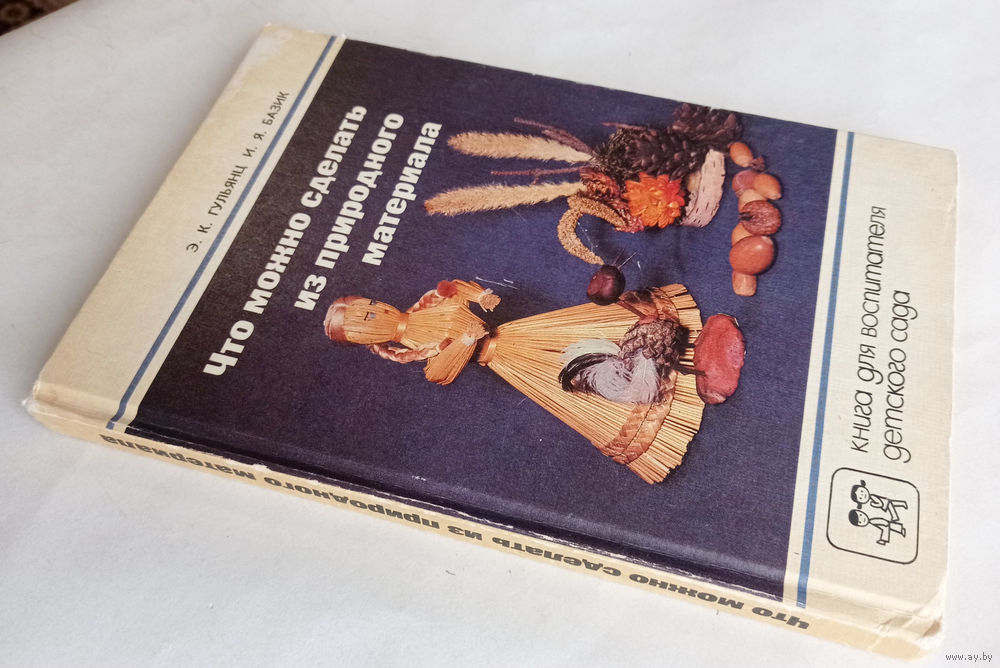 Э. К. ГУЛЬЯНЦ И. Я. БАЗИК
Что можно сделать
из природного
материала
книга для воспитателя
детского сада
Что можно сделать из природного материала
www.ay.by